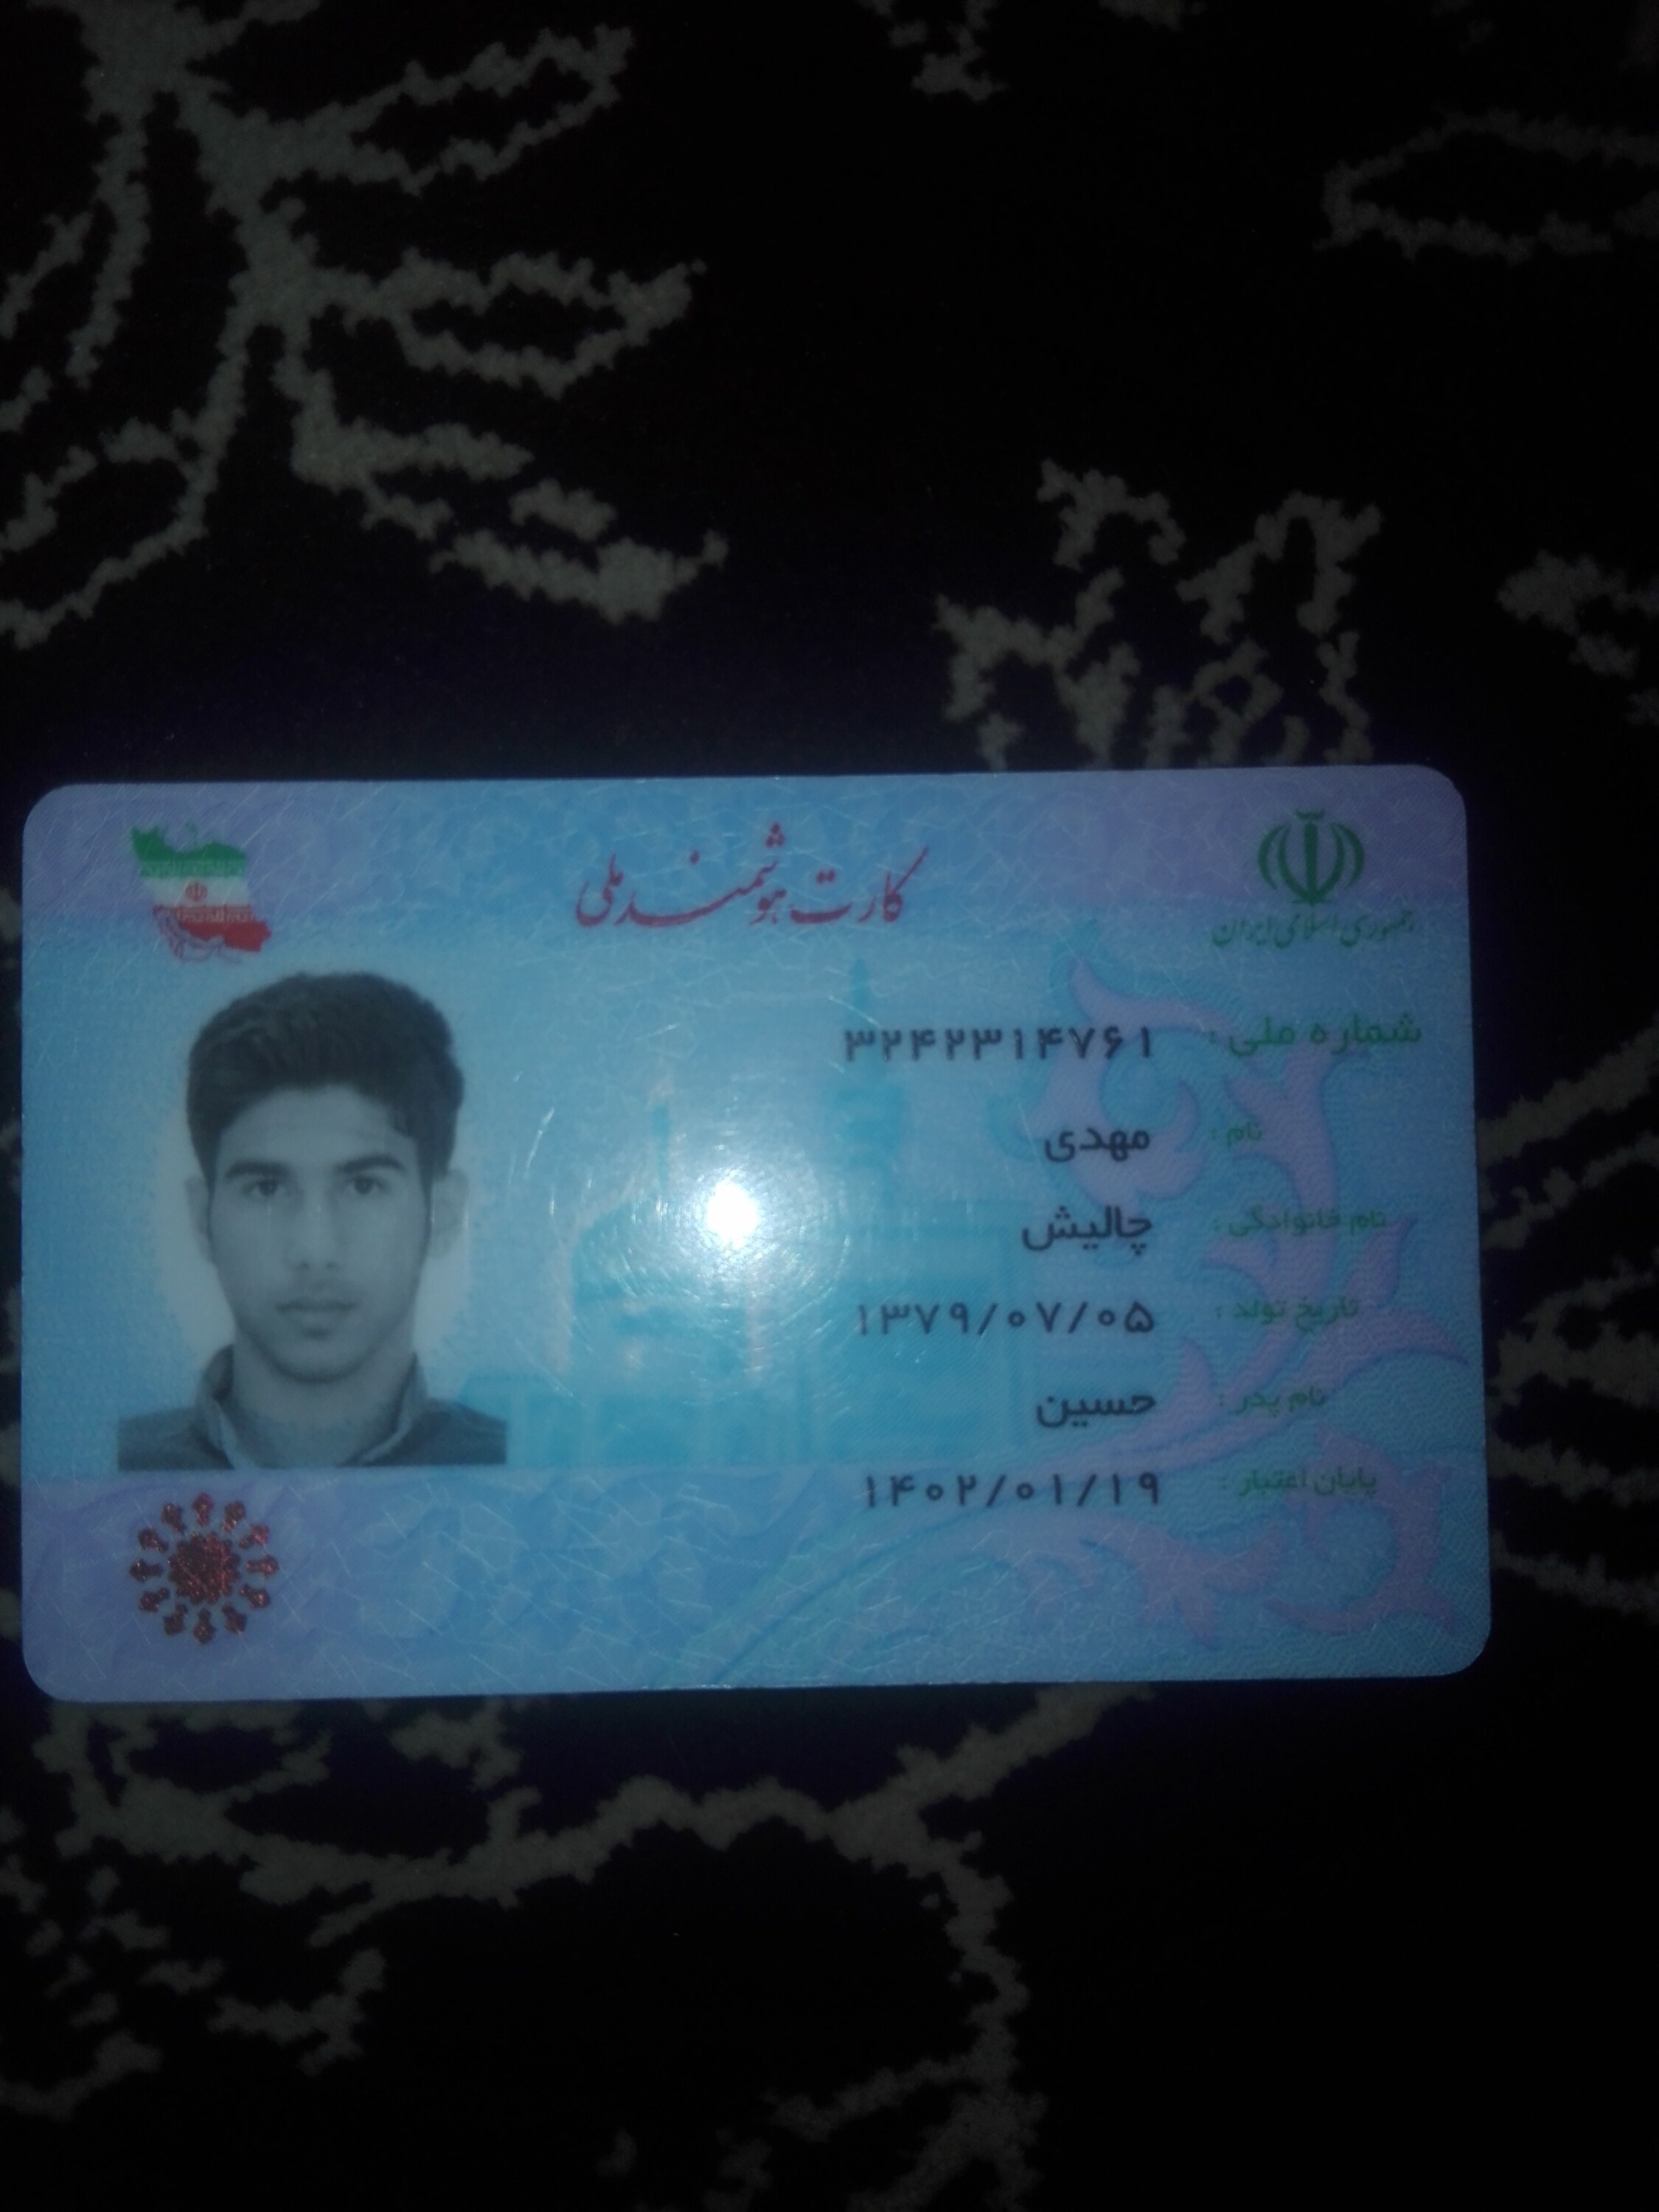 جمهوری اسلامی ایران
کارت هوشمند ملی
شماره ملی : ۳۲۴۲۳۱۴۷۶۱
نام : مهدی
نام خانوادگی : چالیش
تاریخ تولد : ۱۳۷۹/۰۷/۰۵
نام پدر : حسین
پایان اعتبار : ۱۴۰۲/۰۱/۱۹